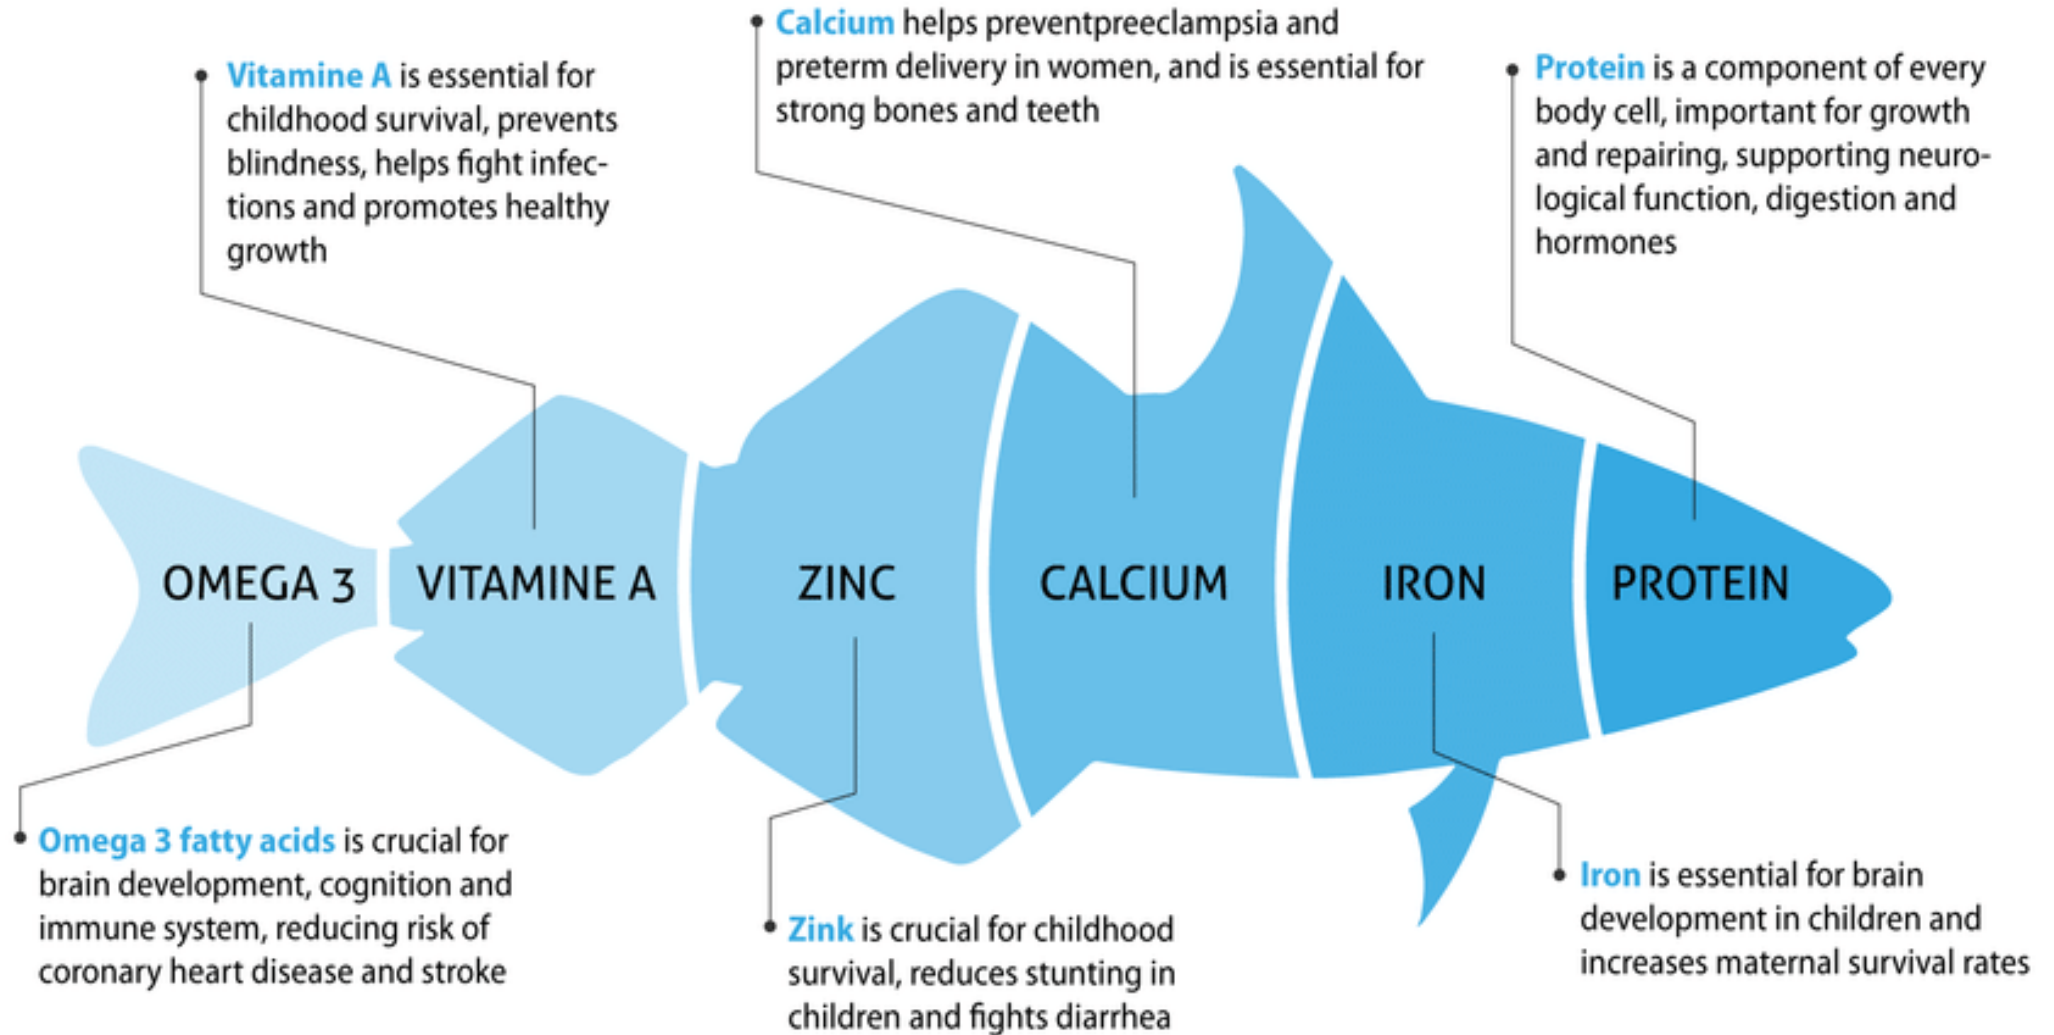 Calcium helps preventpreeclampsia and
preterm delivery in women, and is essential for
strong bones and teeth
Vitamine A is essential for
childhood survival, prevents
blindness, helps fight infec-
tions and promotes healthy
growth
Protein is a component of every
body cell, important for growth
and repairing, supporting neuro-
logical function, digestion and
hormones
OMEGA 3
VITAMINE A
ZINC
CALCIUM
IRON
PROTEIN
Omega 3 fatty acids is crucial for
brain development, cognition and
immune system, reducing risk of
coronary heart disease and stroke
Zink is crucial for childhood
survival, reduces stunting in
children and fights diarrhea
Iron is essential for brain
development in children and
increases maternal survival rates